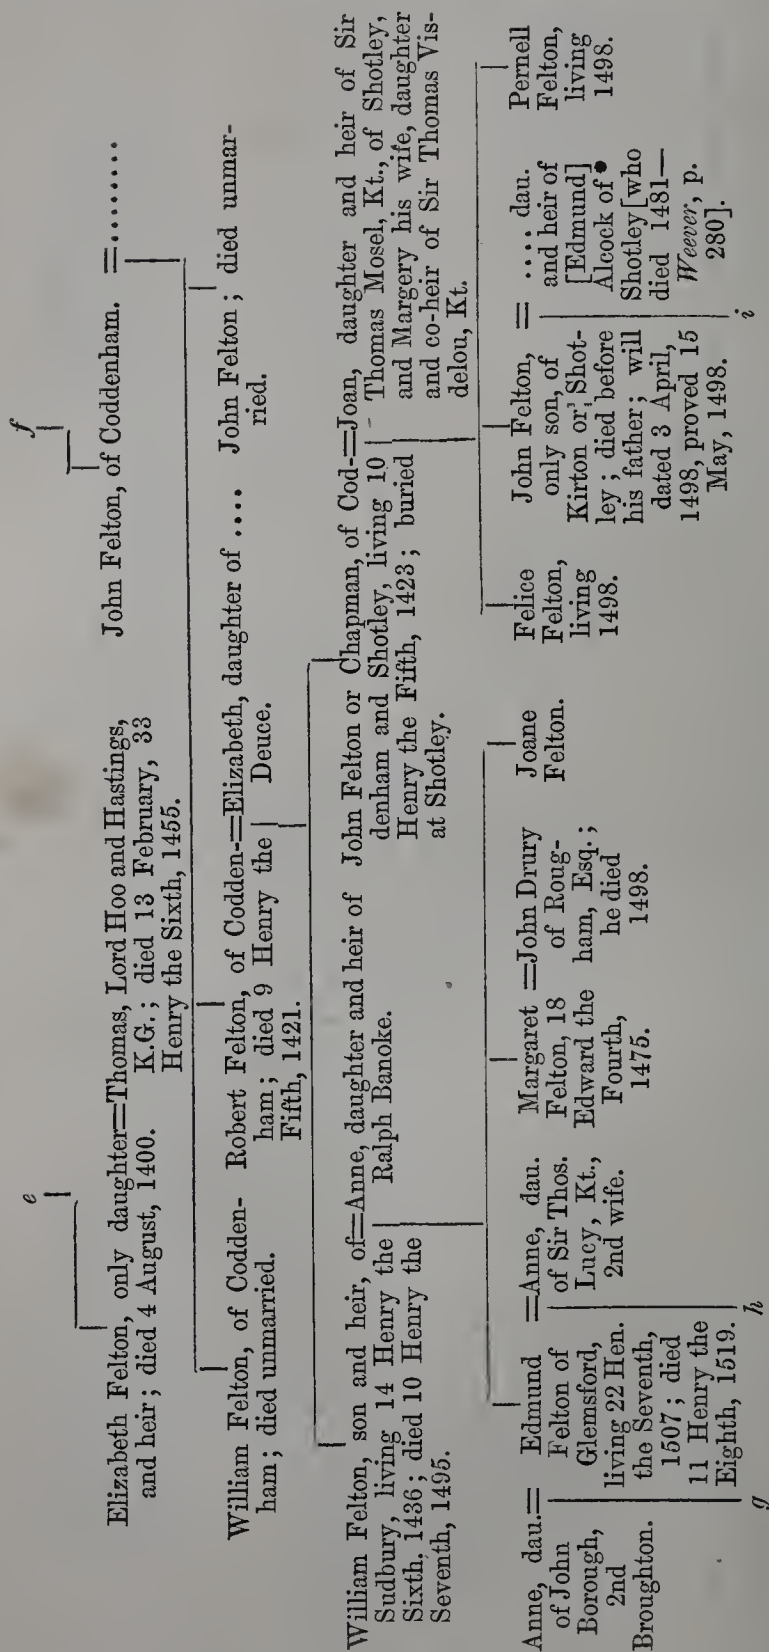 e
f
Elizabeth Felton, only daughter=Thomas, Lord Hoo and Hastings,
and heir; died 4 August, 1400.
K.G.; died 13 February, 33
Henry the Sixth, 1455.
John Felton, of Coddenham. =.........
William Felton, of Codden-
ham; died unmarried.
Robert Felton, of Codden-=Elizabeth, daughter of ....
ham; died 9 Henry the
Fifth, 1421.
Deuce.
John Felton; died unmar-
ried.
William Felton, son and heir, of=Anne, daughter and heir of
Sudbury, living 14 Henry the
Sixth, 1436; died 10 Henry the
Seventh, 1495.
Ralph Banoke.
John Felton or Chapman, of Cod-=Joan, daughter and heir of Sir
denham and Shotley, living 10
Henry the Fifth, 1423; buried
at Shotley.
Thomas Mosel, Kt., of Shotley,
and Margery his wife, daughter
and co-heir of Sir Thomas Vis-
delou, Kt.
Anne, dau.=
of John
Borough,
2nd
Broughton.
Edmund
Felton of
Glemsford,
living 22 Hen.
the Seventh,
1507; died
11 Henry the
Eighth, 1519.
=Anne, dau.
of Sir Thos.
Lucy, Kt.,
2nd wife.
Margaret
Felton, 18
Edward the
Fourth,
1475.
=John Drury
of Roug-
ham, Esq.;
he died
1498.
Joane
Felton.
Felice
Felton,
living
1498.
John Felton,
only son, of
Kirton or Shot-
ley; died before
his father; will
dated 3 April,
1498, proved 15
May, 1498.
= .... dau.
and heir of
[Edmund]
Alcock of
Shotley [who
died 1481—
Weever, p.
280].
Pernell
Felton,
living
1498.
g
h
i